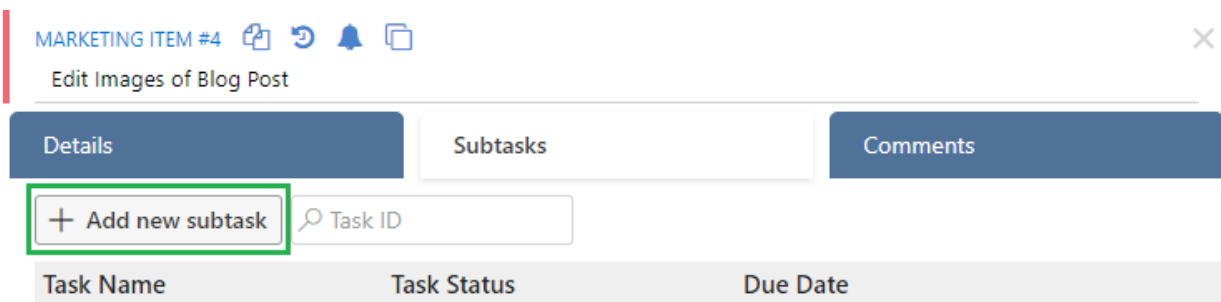 MARKETING ITEM #4
Edit Images of Blog Post
Details Subtasks Comments
Add new subtask Task ID
Task Name Task Status Due Date